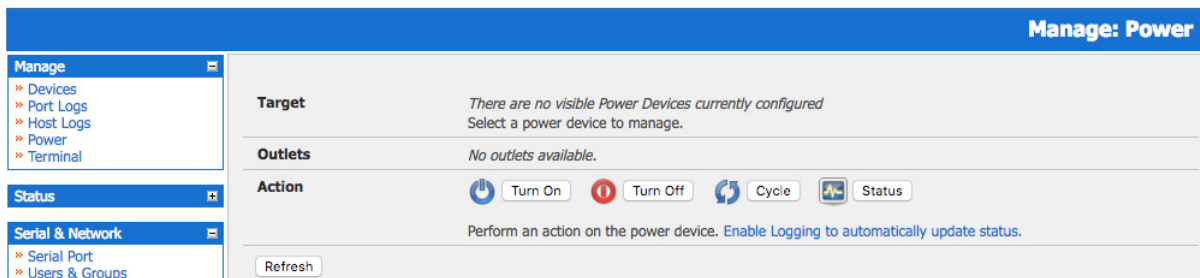 Manage: Power
Manage
» Devices
» Port Logs
» Host Logs
» Power
» Terminal
Status
Serial & Network
» Serial Port
» Users & Groups
Target
There are no visible Power Devices currently configured
Select a power device to manage.
Outlets
No outlets available.
Action
Turn On Turn Off Cycle Status
Perform an action on the power device. Enable Logging to automatically update status.
Refresh